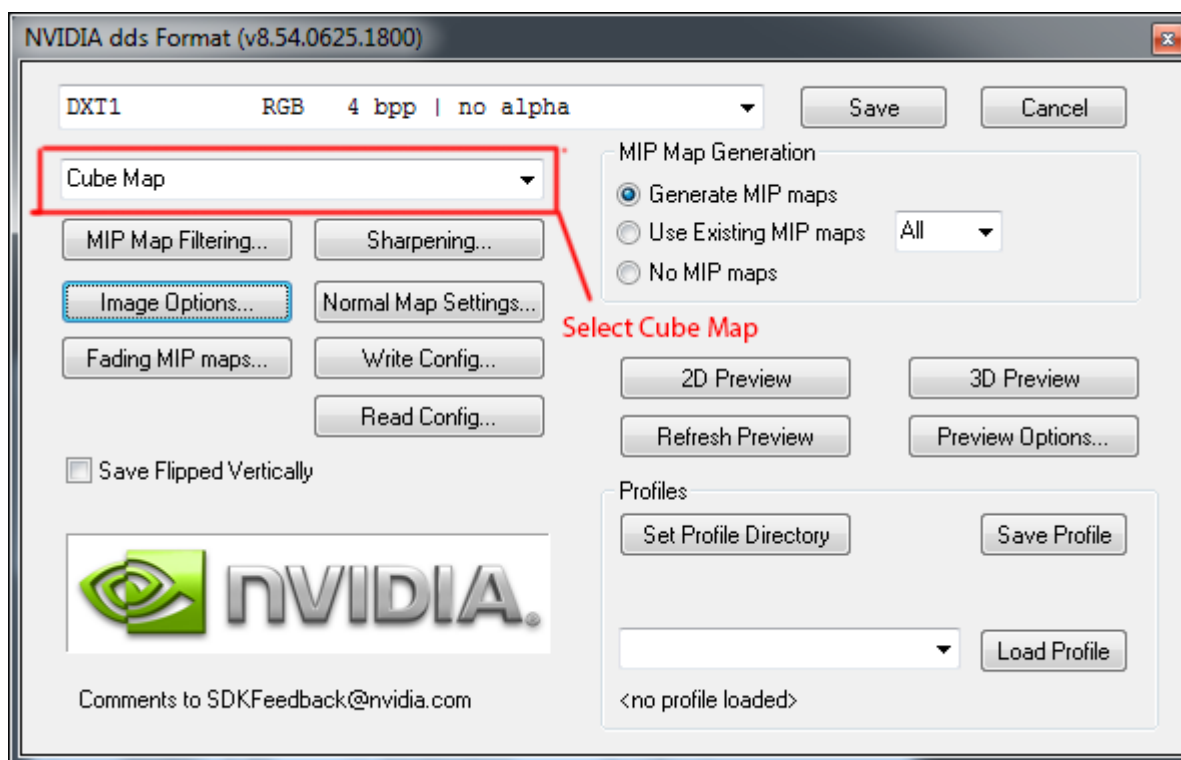 NVIDIA dds Format (v8.54.0625.1800)
DXT1 RGB 4 bpp | no alpha
Save
Cancel
Cube Map
MIP Map Generation
Generate MIP maps
Use Existing MIP maps
All
No MIP maps
MIP Map Filtering...
Sharpening...
Image Options...
Normal Map Settings...
Select Cube Map
Fading MIP maps...
Write Config...
2D Preview
3D Preview
Read Config...
Refresh Preview
Preview Options...
Save Flipped Vertically
Profiles
Set Profile Directory
Save Profile
nVIDIA®
Load Profile
Comments to SDKFeedback@nvidia.com
<no profile loaded>